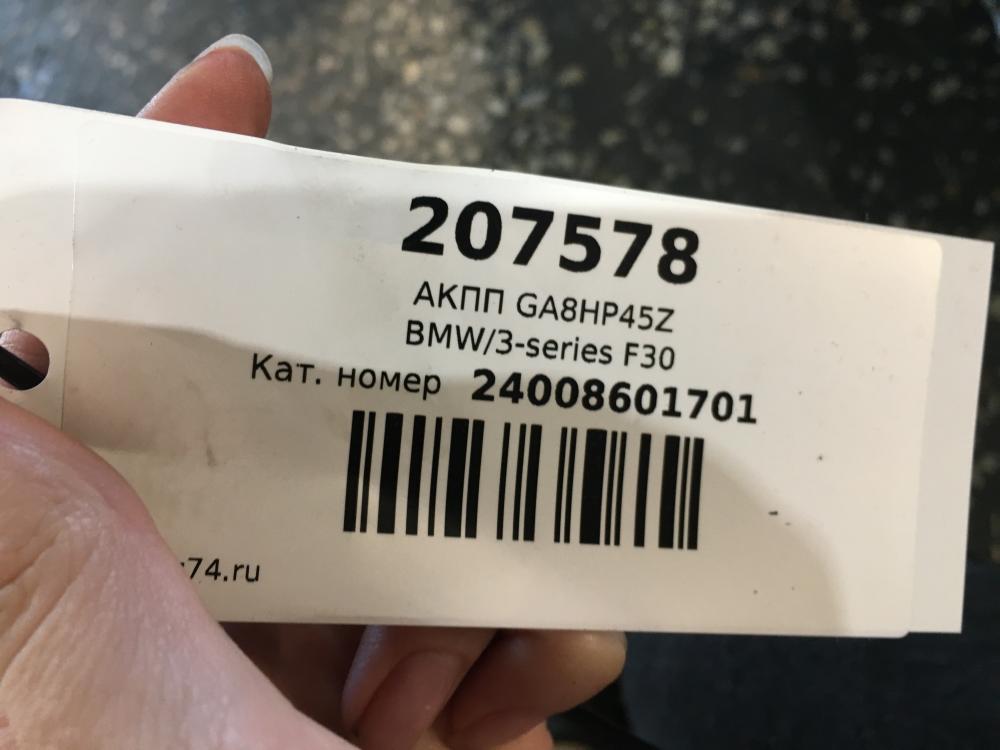 207578
АКПП GA8HP45Z
BMW/3-series F30
Кат. номер 24008601701
74.ru